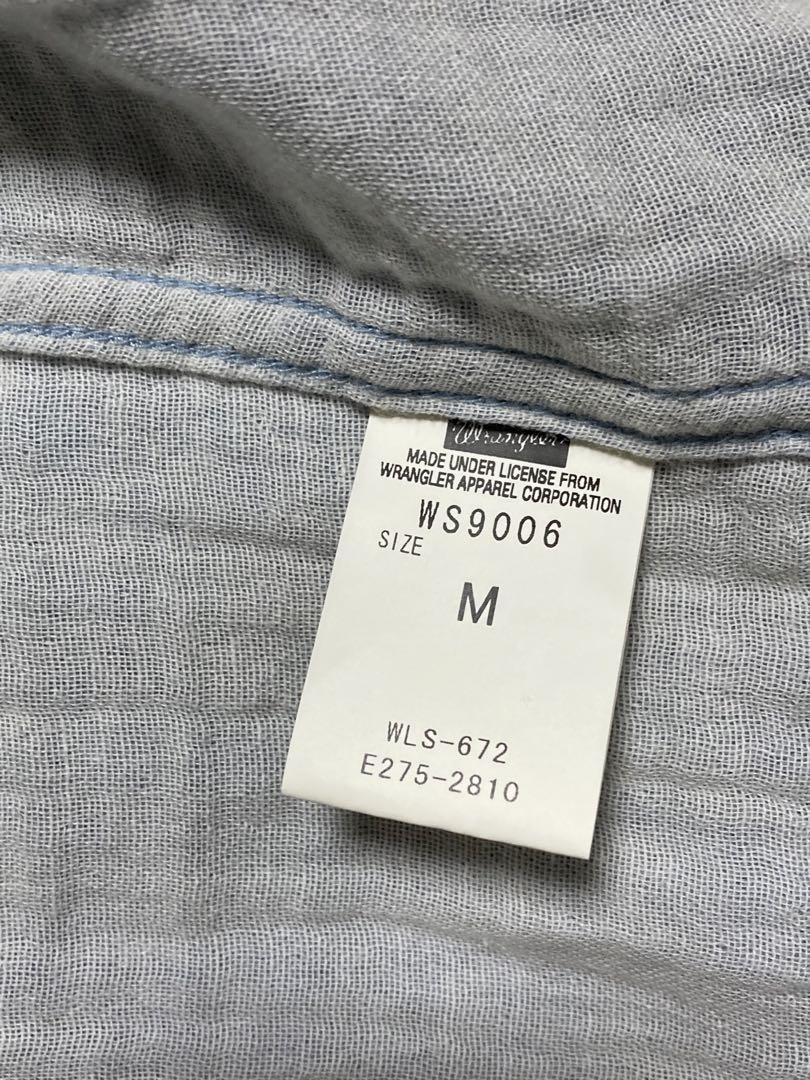 Wrangler
MADE UNDER LICENSE FROM
WRANGLER APPAREL CORPORATION
WS9006
SIZE
M
WLS-672
E275-2810